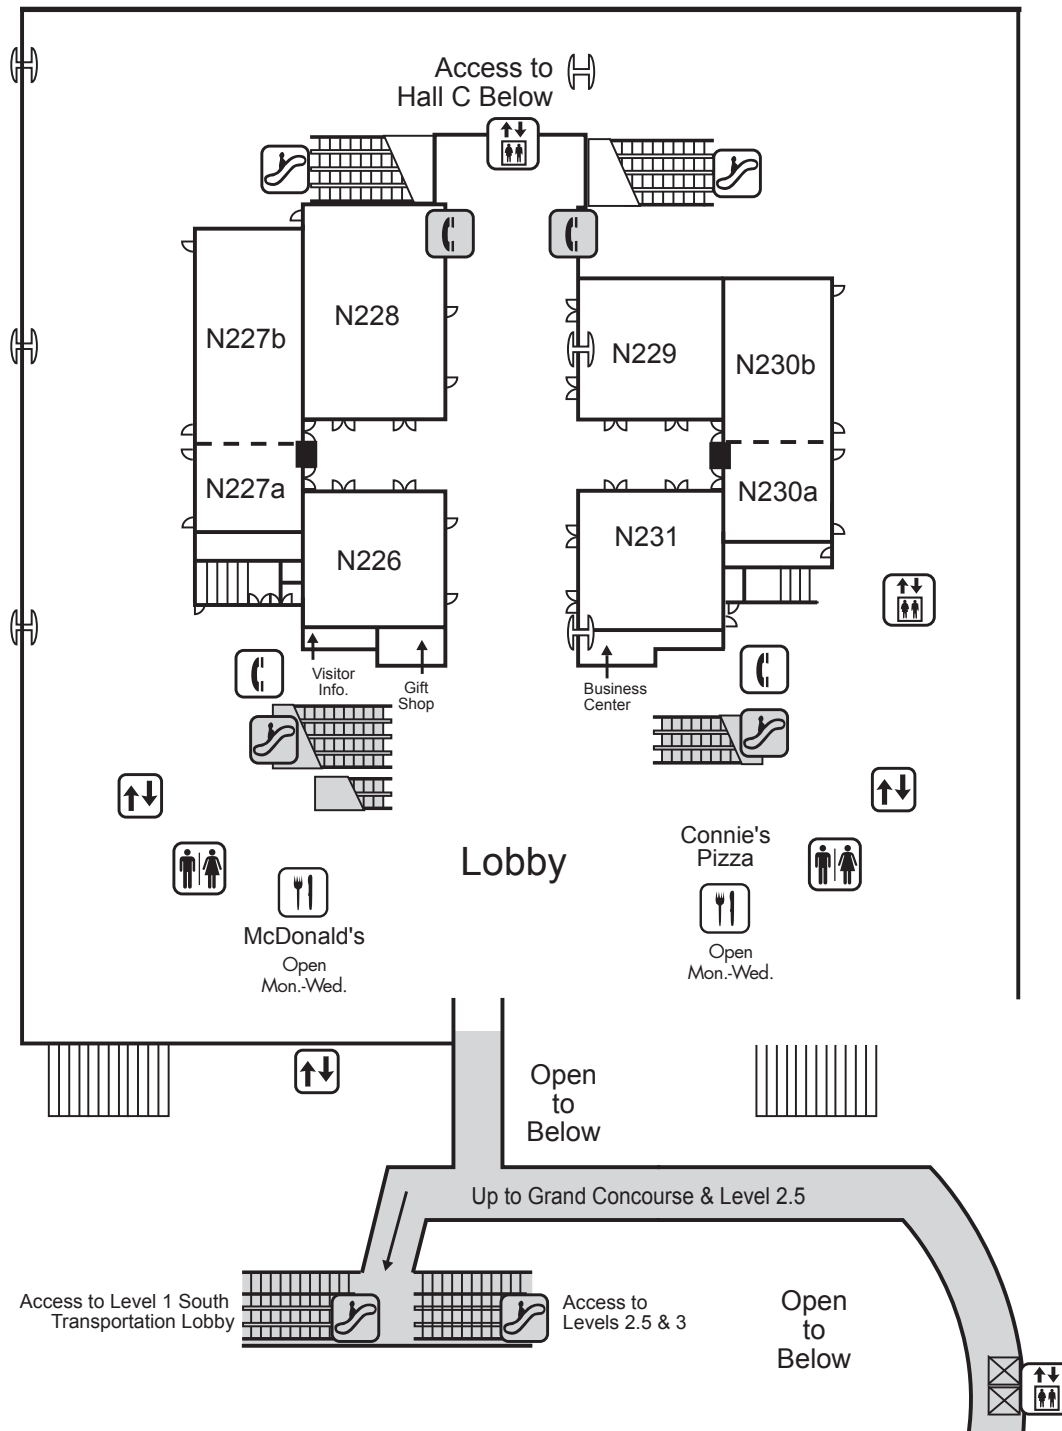 Access to
Hall C Below
N228
N227b
N229
N230b
N227a
N230a
N231
N226
Visitor
Info.
Gift
Shop
Business
Center
Connie's
Pizza
Lobby
McDonald's
Open
Mon.-Wed.
Open
Mon.-Wed.
Open
to
Below
Up to Grand Concourse & Level 2.5
Access to Level 1 South
Transportation Lobby
Access to
Levels 2.5 & 3
Open
to
Below